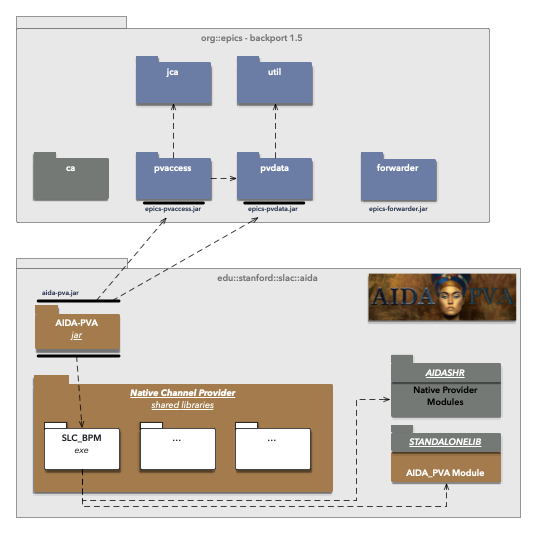 org::epics - backport 1.5
jca
util
ca
pvaccess
pvdata
forwarder
epics-pvaccess.jar
epics-pvdata.jar
epics-forwarder.jar
edu::stanford::slac::aida
aida-pva.jar
AIDA PVA
AIDA-PVA
jar
AIDASHR
Native Provider
Modules
Native Channel Provider
shared libraries
SLC_BPM
exe
...
...
STANDALONELIB
AIDA_PVA Module